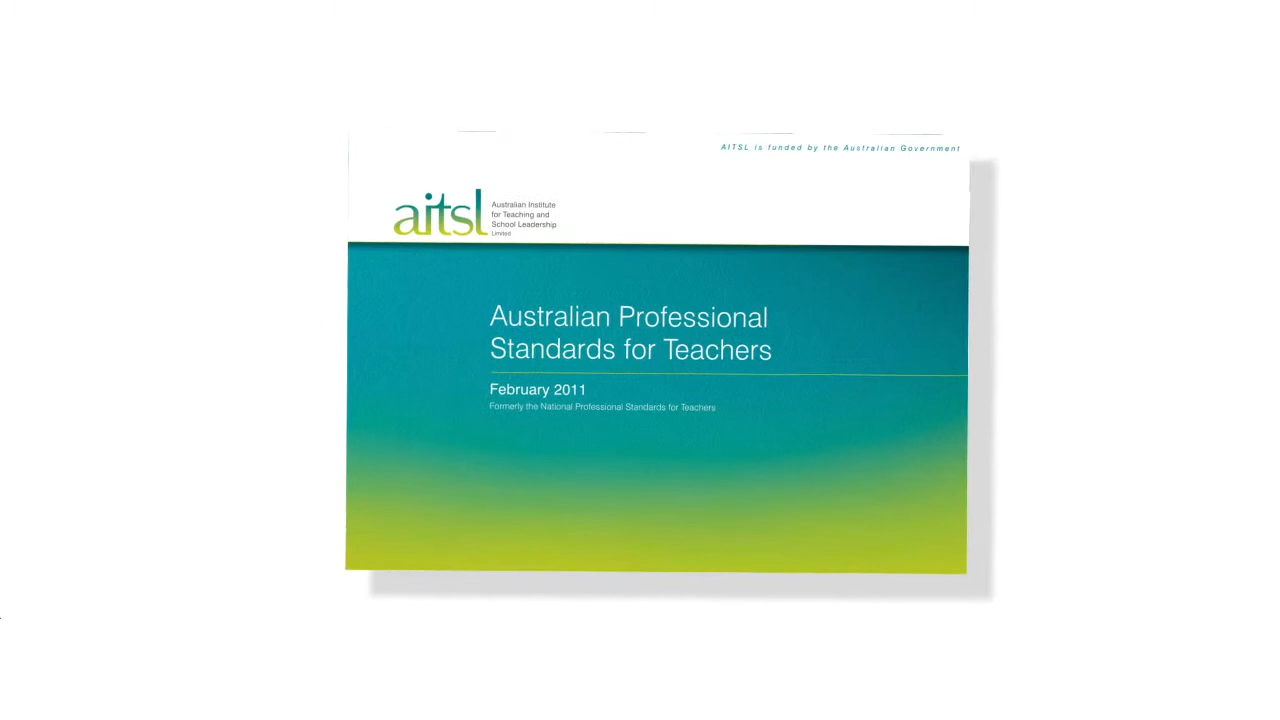 AITSL is funded by the Australian Government
aitsl
Australian Institute
for Teaching and
School Leadership
Limited
Australian Professional
Standards for Teachers
February 2011
Formerly the National Professional Standards for Teachers